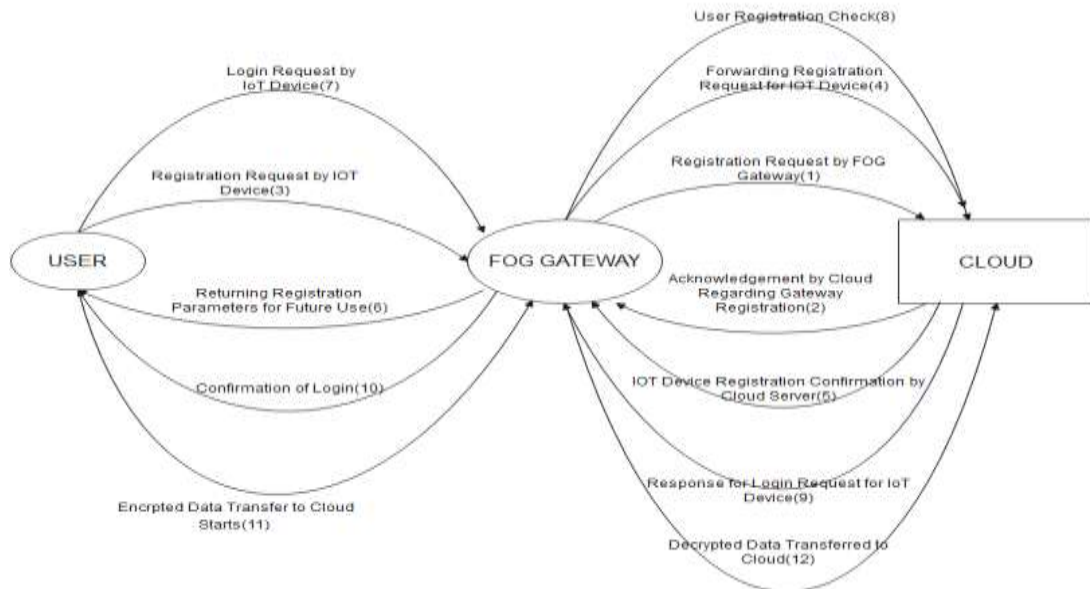 User Registration Check(8)
Login Request by
IoT Device(7)
Forwarding Registration
Request for IOT Device(4)
Registration Request by IOT
Device(3)
Registration Request by FOG
Gateway(1)
USER
FOG GATEWAY
CLOUD
Returning Registration
Parameters for Future Use(6)
Acknowledgement by Cloud
Regarding Gateway
Registration(2)
Confirmation of Login(10)
IOT Device Registration Confirmation by
Cloud Server(5)
Encrpted Data Transfer to Cloud
Starts(11)
Response for Login Request for IoT
Device(9)
Decrypted Data Transferred to
Cloud(12)